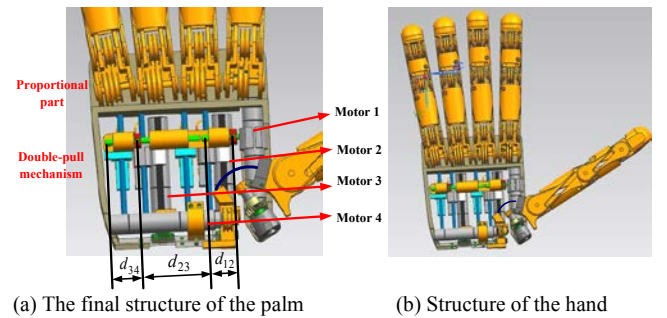 Proportional
part
Double-pull
mechanism
Motor 1
Motor 2
Motor 3
Motor 4
d34
d23
d12
(a) The final structure of the palm
(b) Structure of the hand